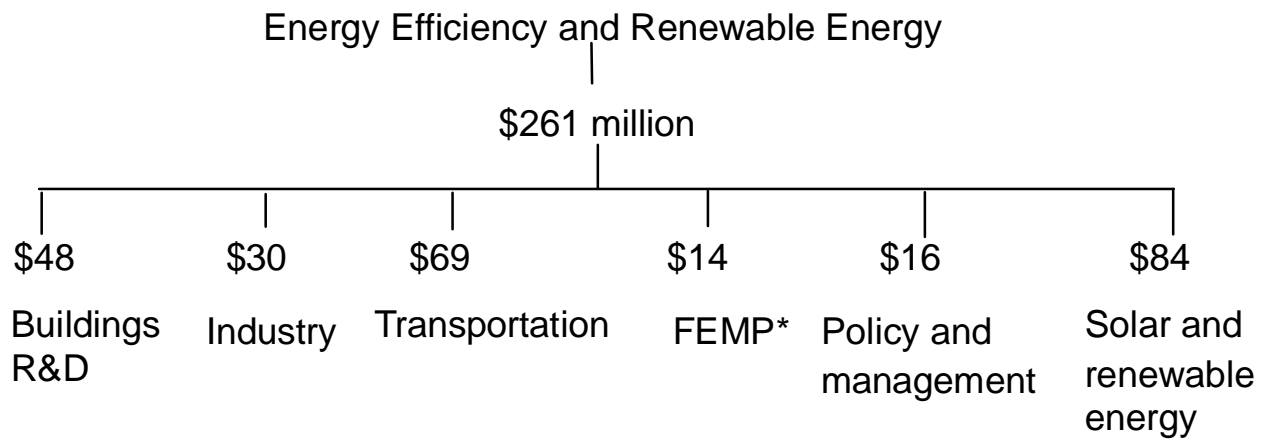 Energy Efficiency and Renewable Energy
$261 million
$48 $30 $69 $14 $16 $84
Buildings
R&D
Industry
Transportation
FEMP*
Policy and
management
Solar and
renewable
energy